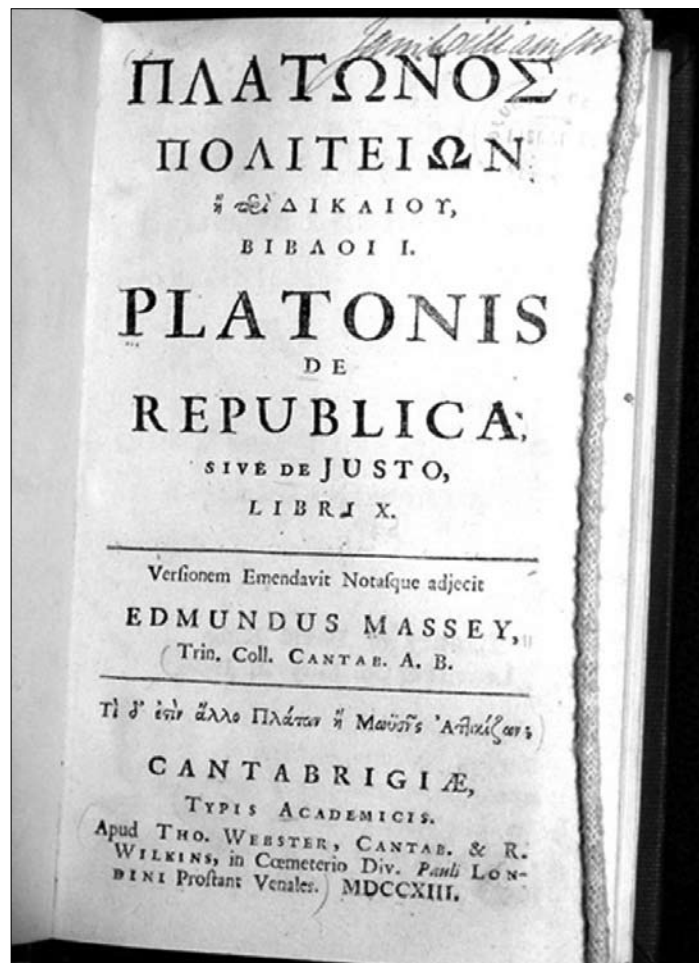 ΠΛΑΤΩΝΟΣ
ΠΟΛΙΤΕΙΩΝ
ἢ περὶ ΔΙΚΑΙΟΥ,
ΒΙΒΛΟΙ Ι.
PLATONIS
DE
REPUBLICA,
SIVE DE JUSTO,
LIBRI X.
Verſionem Emendavit Notaſque adjecit
EDMUNDUS MASSEY,
Trin. Coll. CANTAB. A. B.
Τὶ δ' ἐστὶν ἄλλο Πλάτων ἢ Μωϋσῆς Ἀττικίζων;
CANTABRIGIÆ,
TYPIS ACADEMICIS.
Apud THO. WEBSTER, CANTAB. & R.
WILKINS, in Cœmeterio Div. Pauli LON-
DINI Proſtant Venales. MDCCXIII.